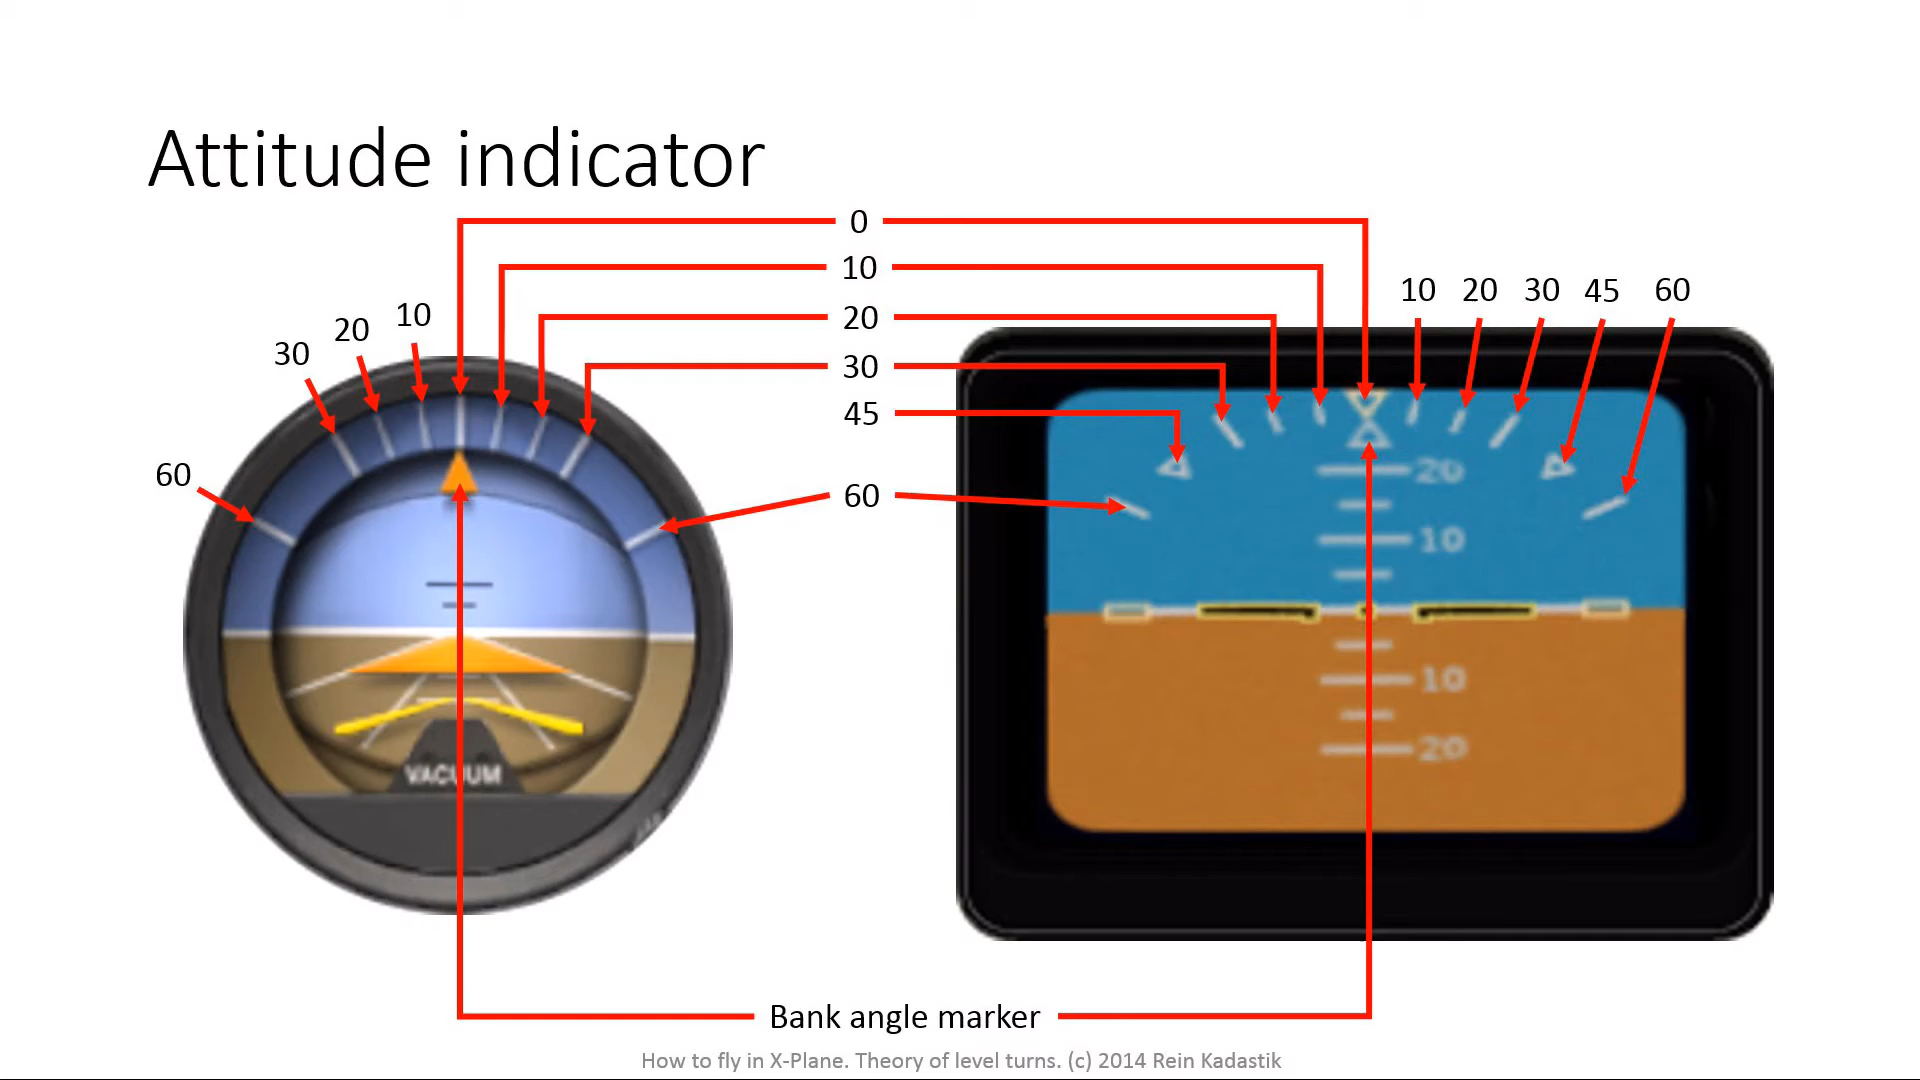 Attitude indicator
0
10
20
30
45
60
10
20
30
60
10 20 30 45 60
20
10
10
20
VACUUM
Bank angle marker
How to fly in X-Plane. Theory of level turns. (c) 2014 Rein Kadastik